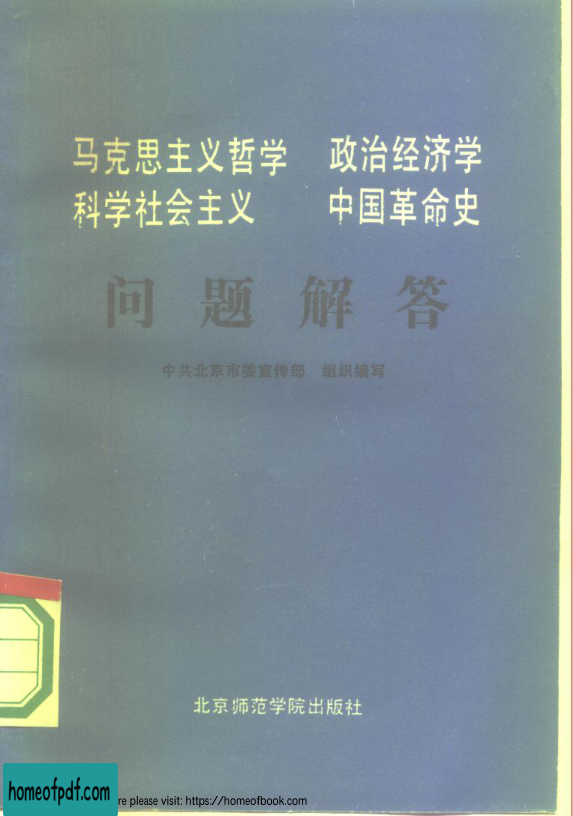 马克思主义哲学 政治经济学
科学社会主义 中国革命史
问题解答
中共北京市委宣传部 组织编写
北京师范学院出版社
homeofpdf.com
re please visit: https://homeofbook.com